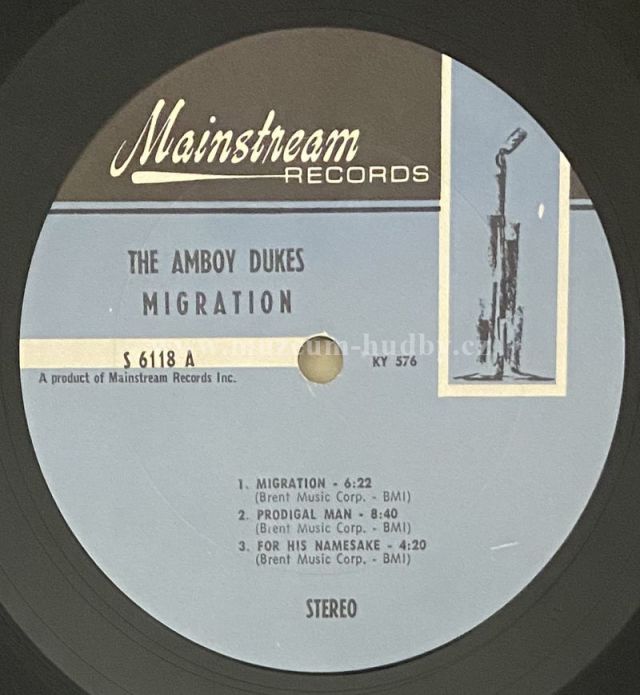 Mainstream
RECORDS
THE AMBOY DUKES
MIGRATION
www.muzeum-hudby.cz
S 6118 A
KY 576
A product of Mainstream Records Inc.
1. MIGRATION - 6:22
(Brent Music Corp. - BMI)
2. PRODIGAL MAN - 8:40
(Brent Music Corp. - BMI)
3. FOR HIS NAMESAKE - 4:20
(Brent Music Corp. - BMI)
STEREO